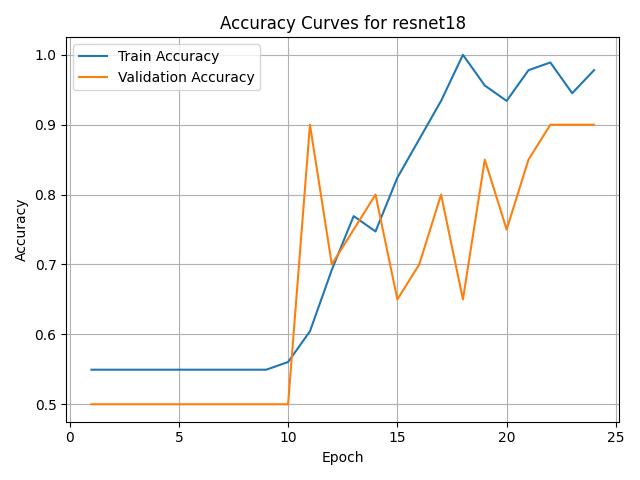 Accuracy Curves for resnet18
Train Accuracy
Validation Accuracy
1.0
0.9
0.8
0.7
0.6
0.5
Accuracy
0 5 10 15 20 25
Epoch